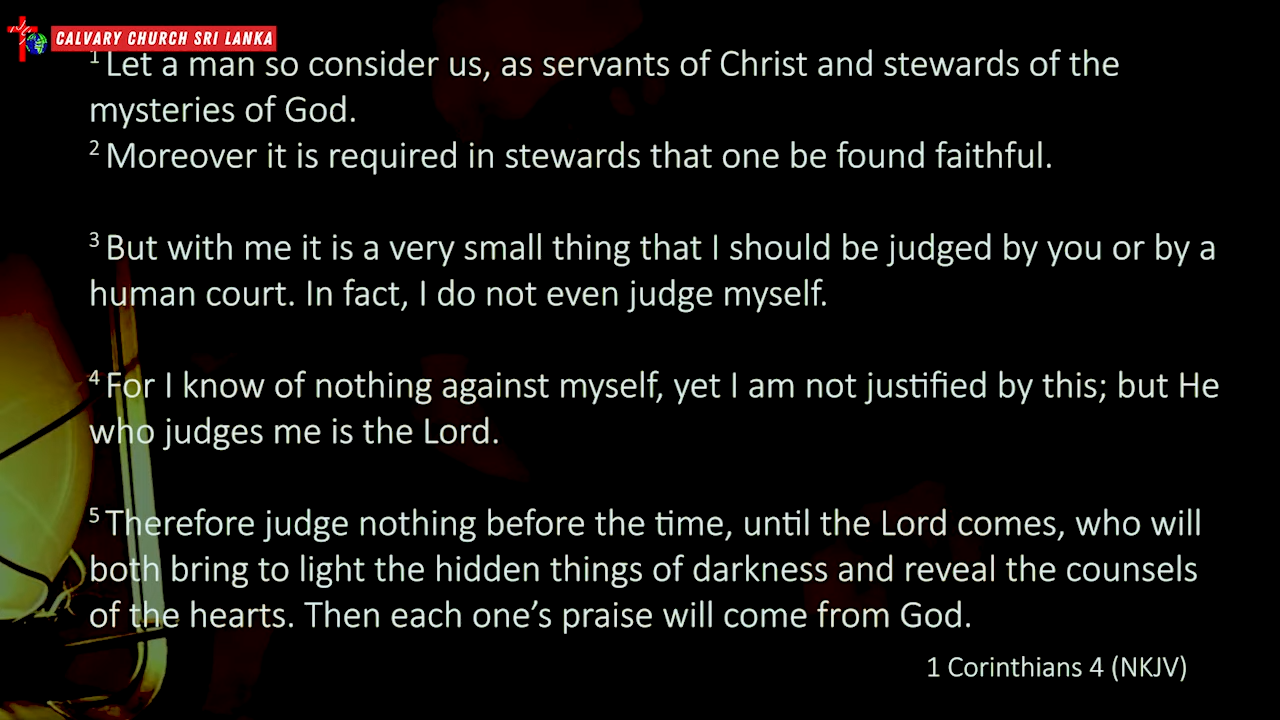 CALVARY CHURCH SRI LANKA
1 Let a man so consider us, as servants of Christ and stewards of the
mysteries of God.
2 Moreover it is required in stewards that one be found faithful.
3 But with me it is a very small thing that I should be judged by you or by a
human court. In fact, I do not even judge myself.
4 For I know of nothing against myself, yet I am not justified by this; but He
who judges me is the Lord.
5 Therefore judge nothing before the time, until the Lord comes, who will
both bring to light the hidden things of darkness and reveal the counsels
of the hearts. Then each one’s praise will come from God.
1 Corinthians 4 (NKJV)